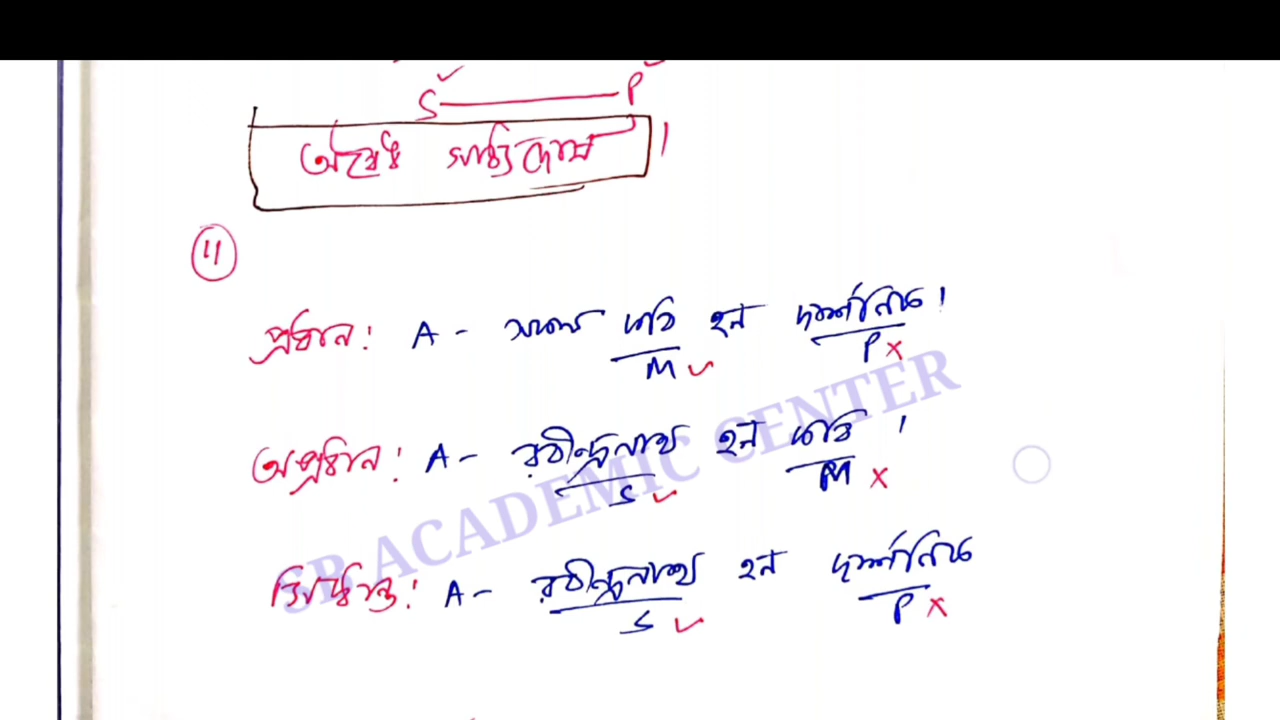 S — P
অবৈধ সাধ্য দোষ ।
11
প্রধান : A - সকল কবি হন দার্শনিক ।
M ✓ P ×
অপ্রধান : A - রবীন্দ্রনাথ হন কবি ।
S ✓ M ×
সিদ্ধান্ত : A - রবীন্দ্রনাথ হন দার্শনিক
S ✓ P ×
SB ACADEMIC CENTER